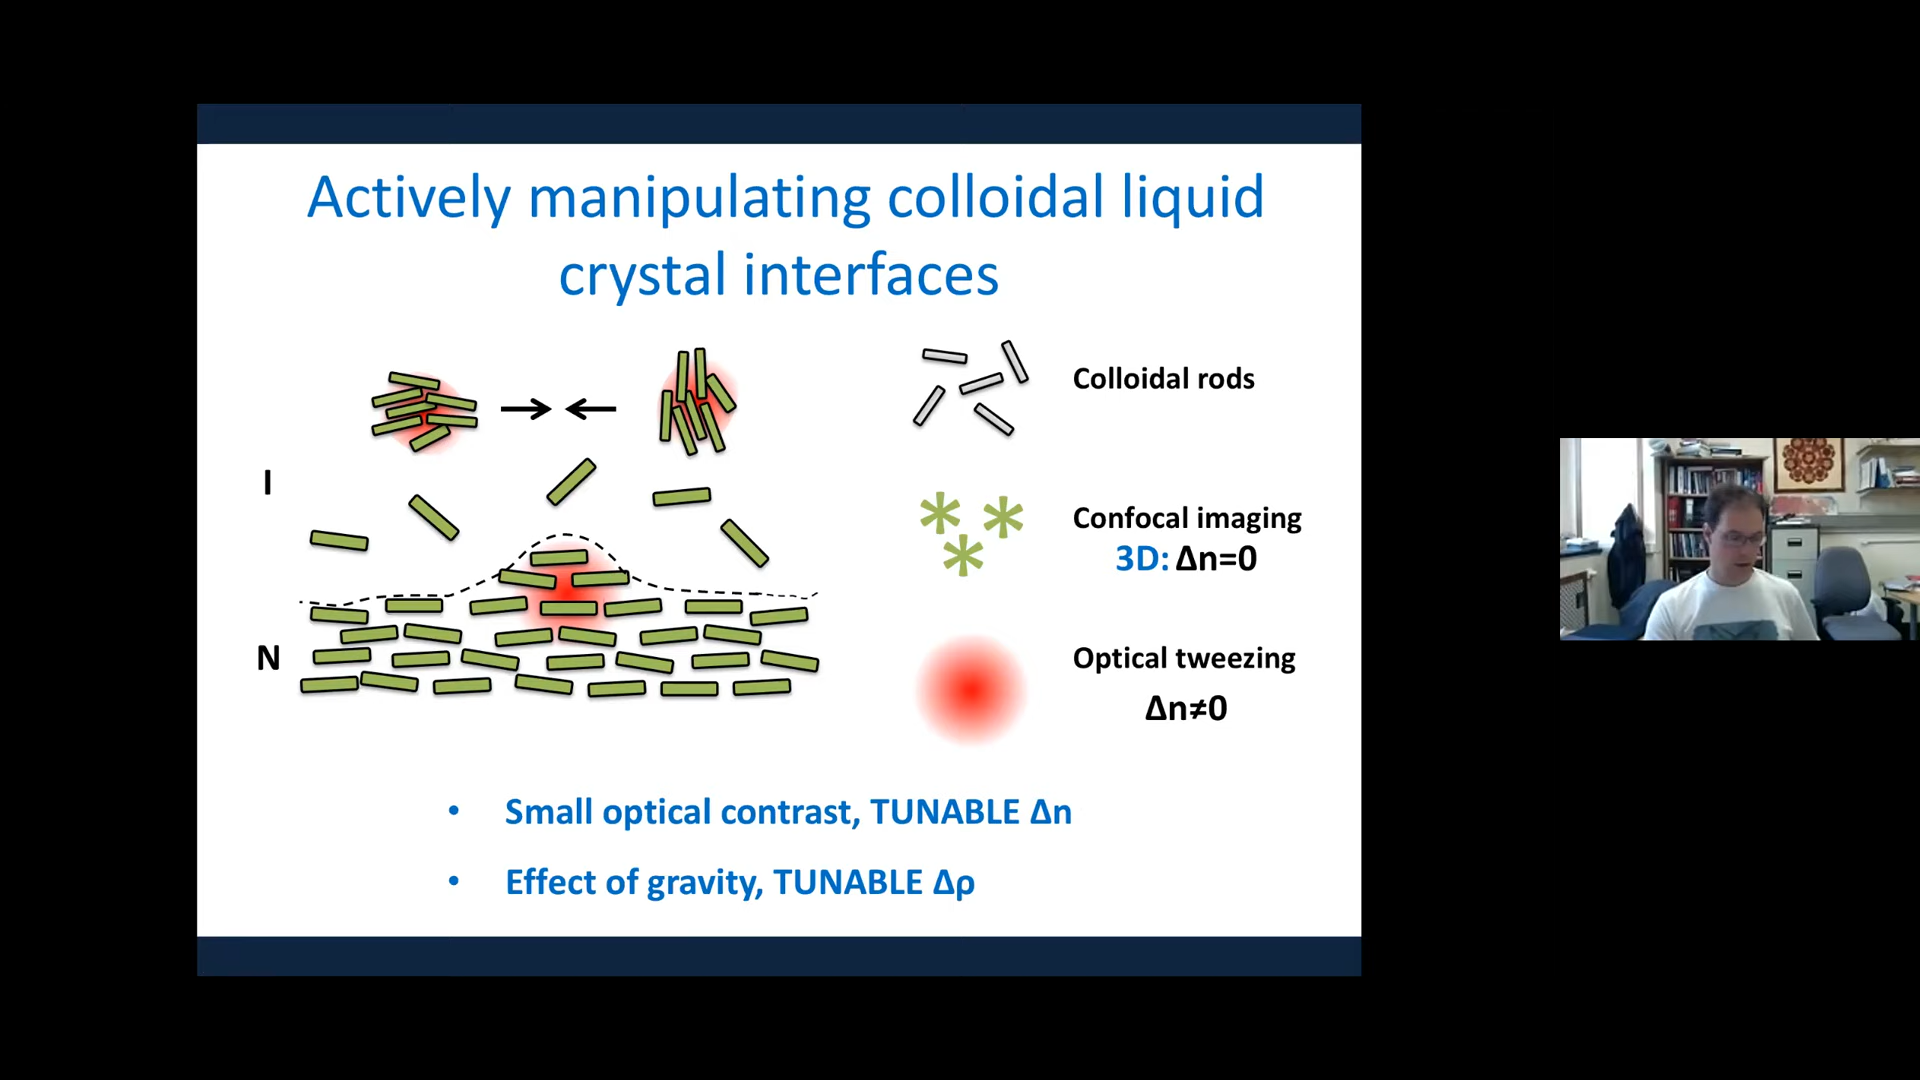 Actively manipulating colloidal liquid
crystal interfaces
I
N
Colloidal rods
Confocal imaging
3D: Δn=0
Optical tweezing
Δn≠0
• Small optical contrast, TUNABLE Δn
• Effect of gravity, TUNABLE Δρ